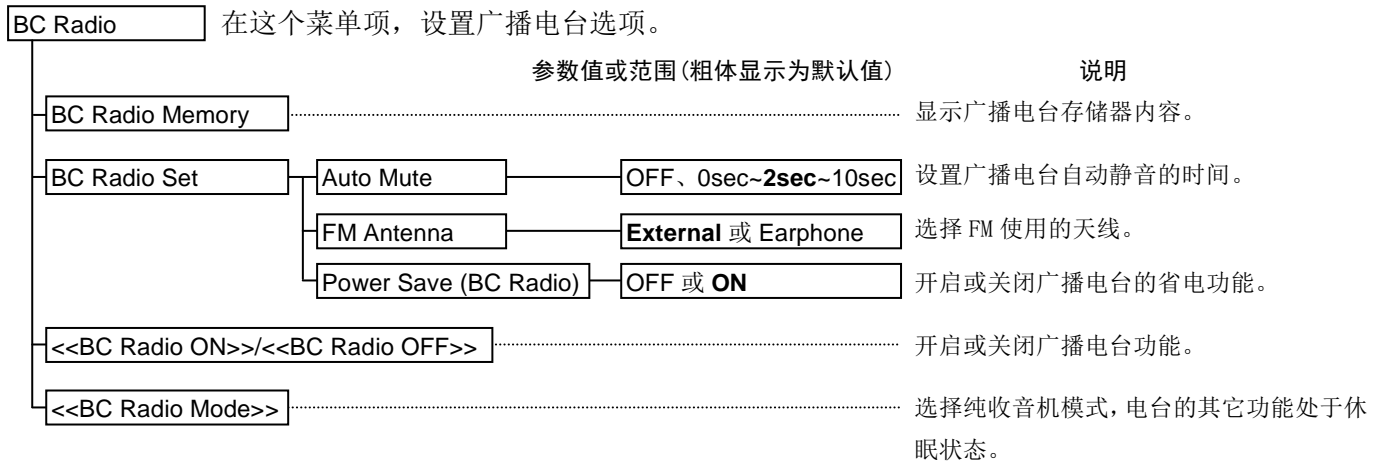 BC Radio 在这个菜单项，设置广播电台选项。
参数值或范围(粗体显示为默认值) 说明
BC Radio Memory 显示广播电台存储器内容。
BC Radio Set Auto Mute OFF、0sec~2sec~10sec 设置广播电台自动静音的时间。
FM Antenna External 或 Earphone 选择 FM 使用的天线。
Power Save (BC Radio) OFF 或 ON 开启或关闭广播电台的省电功能。
<<BC Radio ON>>/<<BC Radio OFF>> 开启或关闭广播电台功能。
<<BC Radio Mode>> 选择纯收音机模式，电台的其它功能处于休
眠状态。